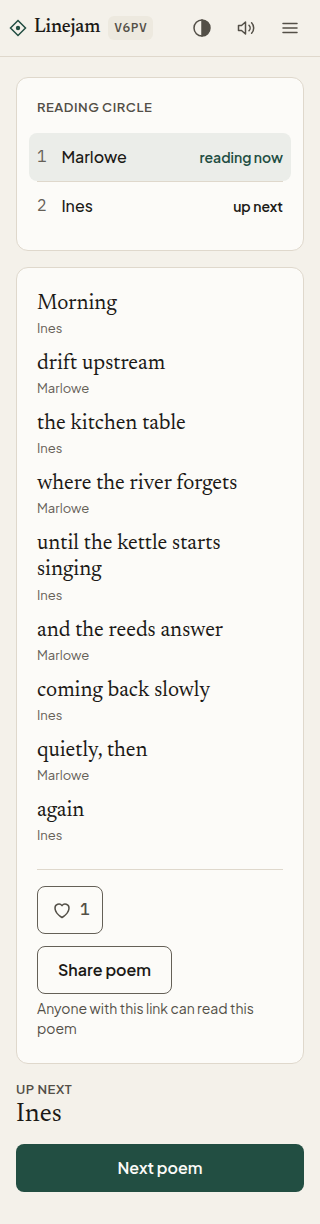 Linejam V6PV
READING CIRCLE
1 Marlowe reading now
2 Ines up next
Morning
Ines
drift upstream
Marlowe
the kitchen table
Ines
where the river forgets
Marlowe
until the kettle starts
singing
Ines
and the reeds answer
Marlowe
coming back slowly
Ines
quietly, then
Marlowe
again
Ines
1
Share poem
Anyone with this link can read this
poem
UP NEXT
Ines
Next poem